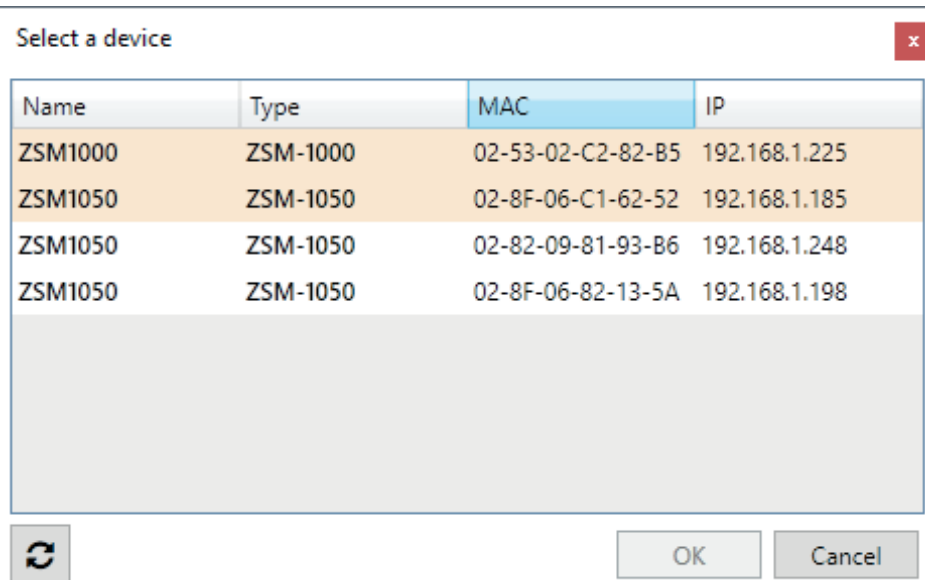 Select a device
x
Name Type MAC IP
ZSM1000 ZSM-1000 02-53-02-C2-82-B5 192.168.1.225
ZSM1050 ZSM-1050 02-8F-06-C1-62-52 192.168.1.185
ZSM1050 ZSM-1050 02-82-09-81-93-B6 192.168.1.248
ZSM1050 ZSM-1050 02-8F-06-82-13-5A 192.168.1.198
OK Cancel